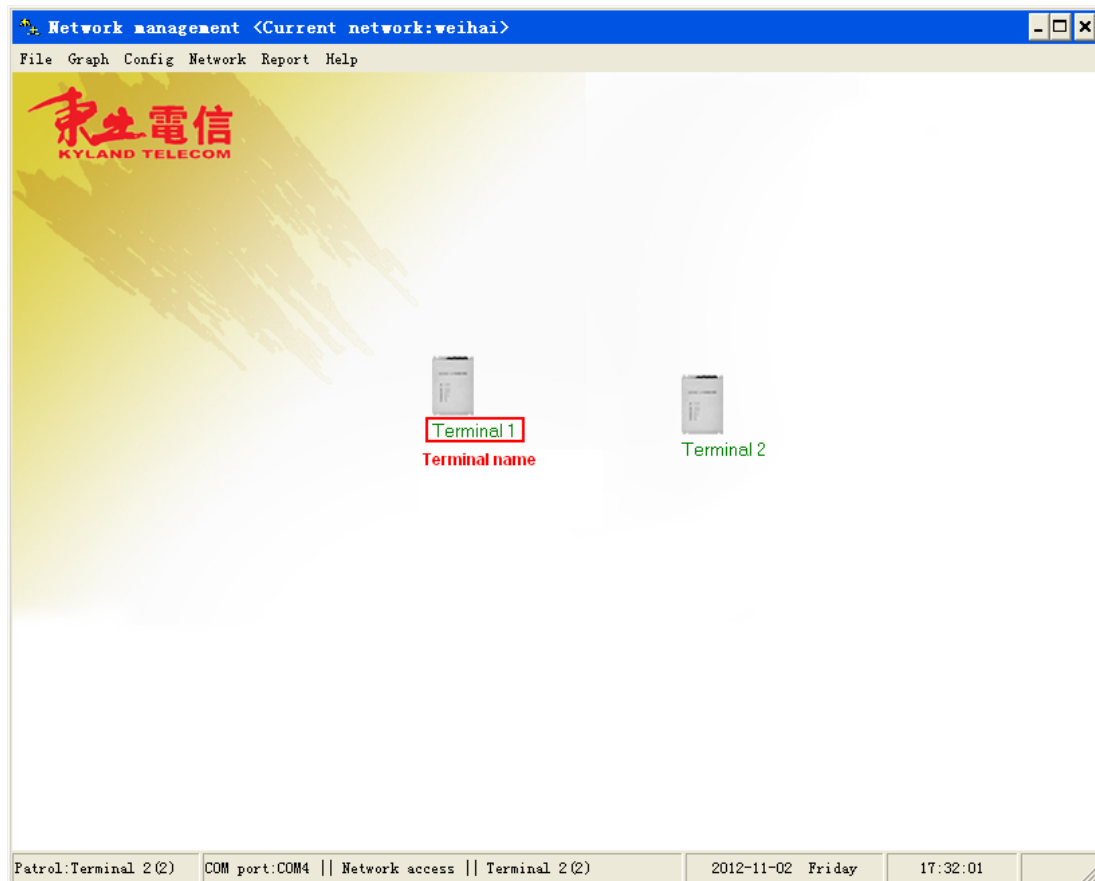 Network management <Current network:weihai>
File Graph Config Network Report Help
東土電信
KYLAND TELECOM
Terminal 1
Terminal name
Terminal 2
Patrol:Terminal 2(2) COM port:COM4 || Network access || Terminal 2(2) 2012-11-02 Friday 17:32:01